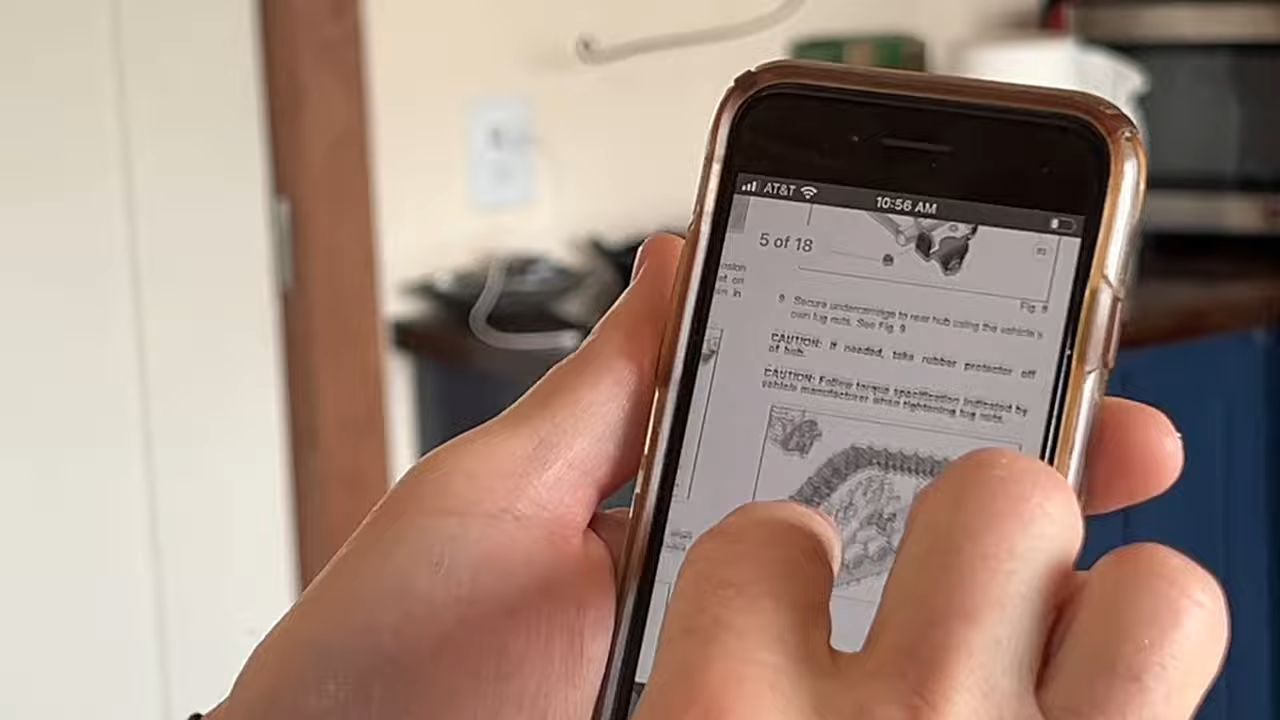 AT&T
10:56 AM
5 of 18
Fig. 8
9 Secure undercarriage to rear hub using the vehicle's
own lug nuts. See Fig. 9
CAUTION: If needed, take rubber protector off
of hub.
CAUTION: Follow torque specification indicated by
vehicle manufacturer when tightening lug nuts.